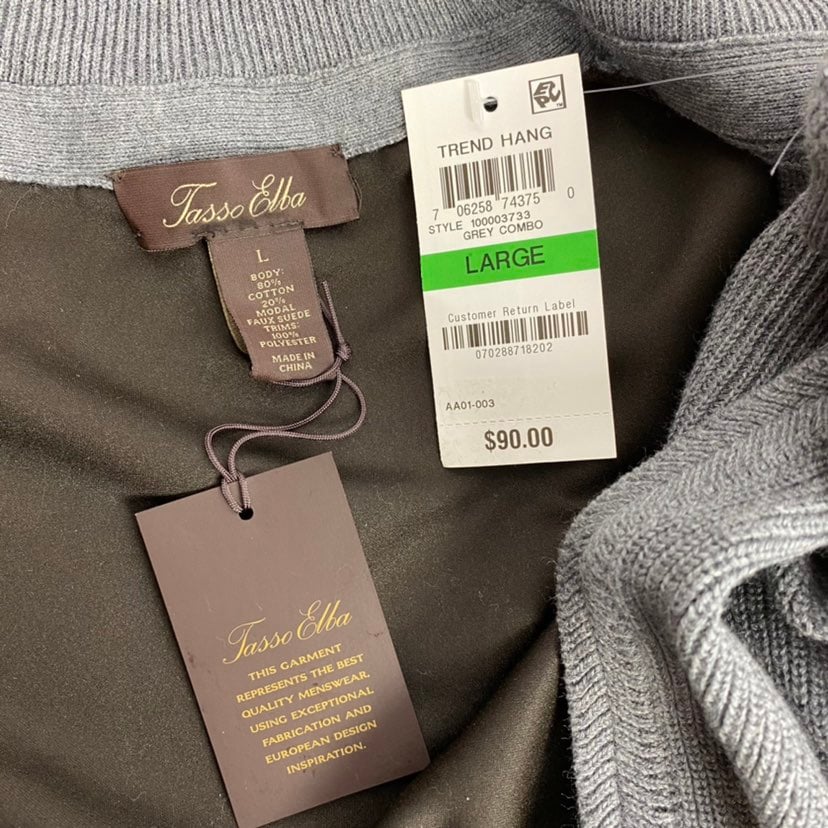 Tasso Elba
L
BODY:
80%
COTTON
20%
MODAL
FAUX SUEDE
TRIMS:
100%
POLYESTER
MADE IN
CHINA
EPC
TM
TREND HANG
7 06258 74375 0
STYLE 100003733
GREY COMBO
LARGE
Customer Return Label
070288718202
AA01-003
$90.00
Tasso Elba
THIS GARMENT
REPRESENTS THE BEST
QUALITY MENSWEAR
USING EXCEPTIONAL
FABRICATION AND
EUROPEAN DESIGN
INSPIRATION.